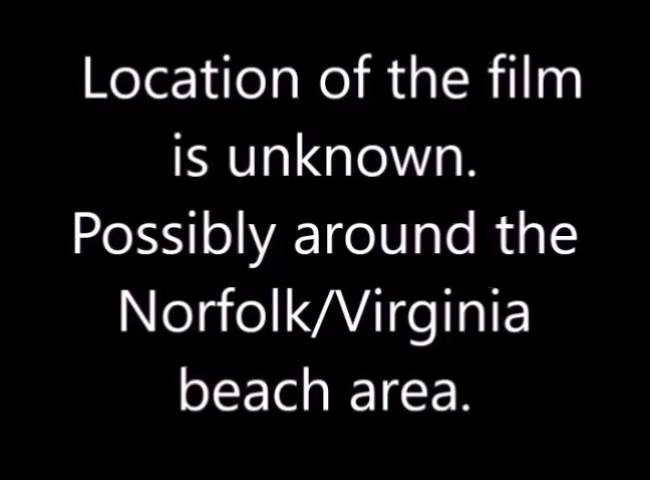 Location of the film
is unknown.
Possibly around the
Norfolk/Virginia
beach area.